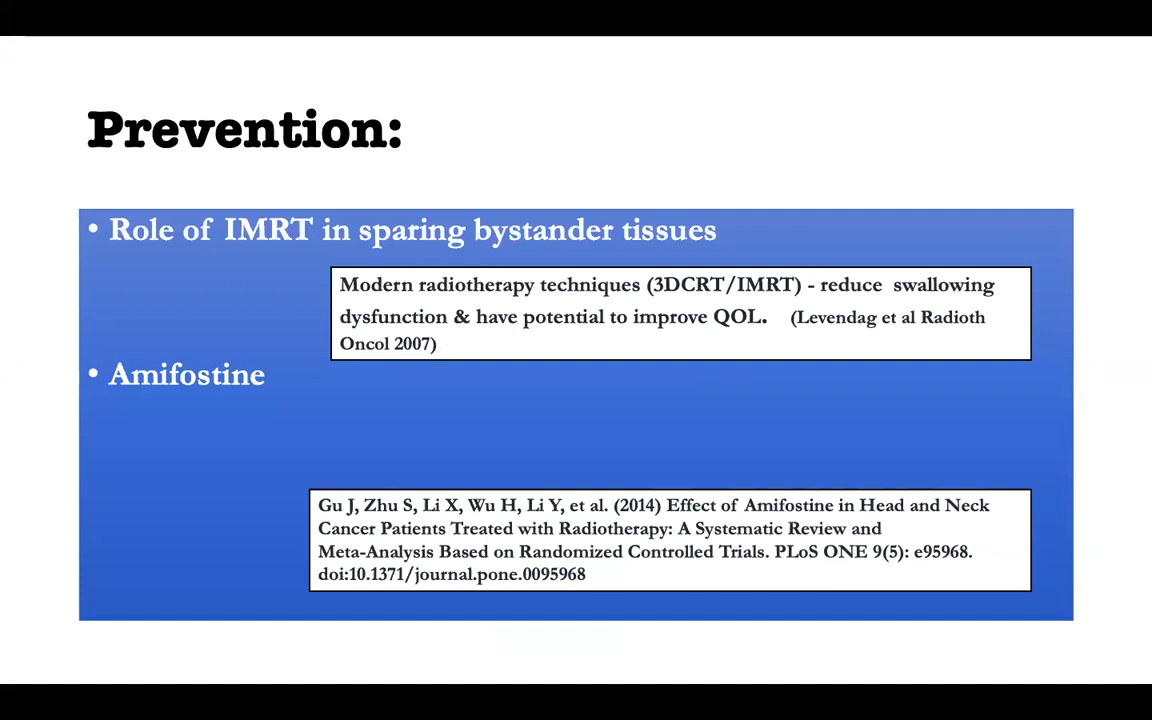 Prevention:
• Role of IMRT in sparing bystander tissues
Modern radiotherapy techniques (3DCRT/IMRT) - reduce swallowing
dysfunction & have potential to improve QOL. (Levendag et al Radioth
Oncol 2007)
• Amifostine
Gu J, Zhu S, Li X, Wu H, Li Y, et al. (2014) Effect of Amifostine in Head and Neck
Cancer Patients Treated with Radiotherapy: A Systematic Review and
Meta-Analysis Based on Randomized Controlled Trials. PLoS ONE 9(5): e95968.
doi:10.1371/journal.pone.0095968